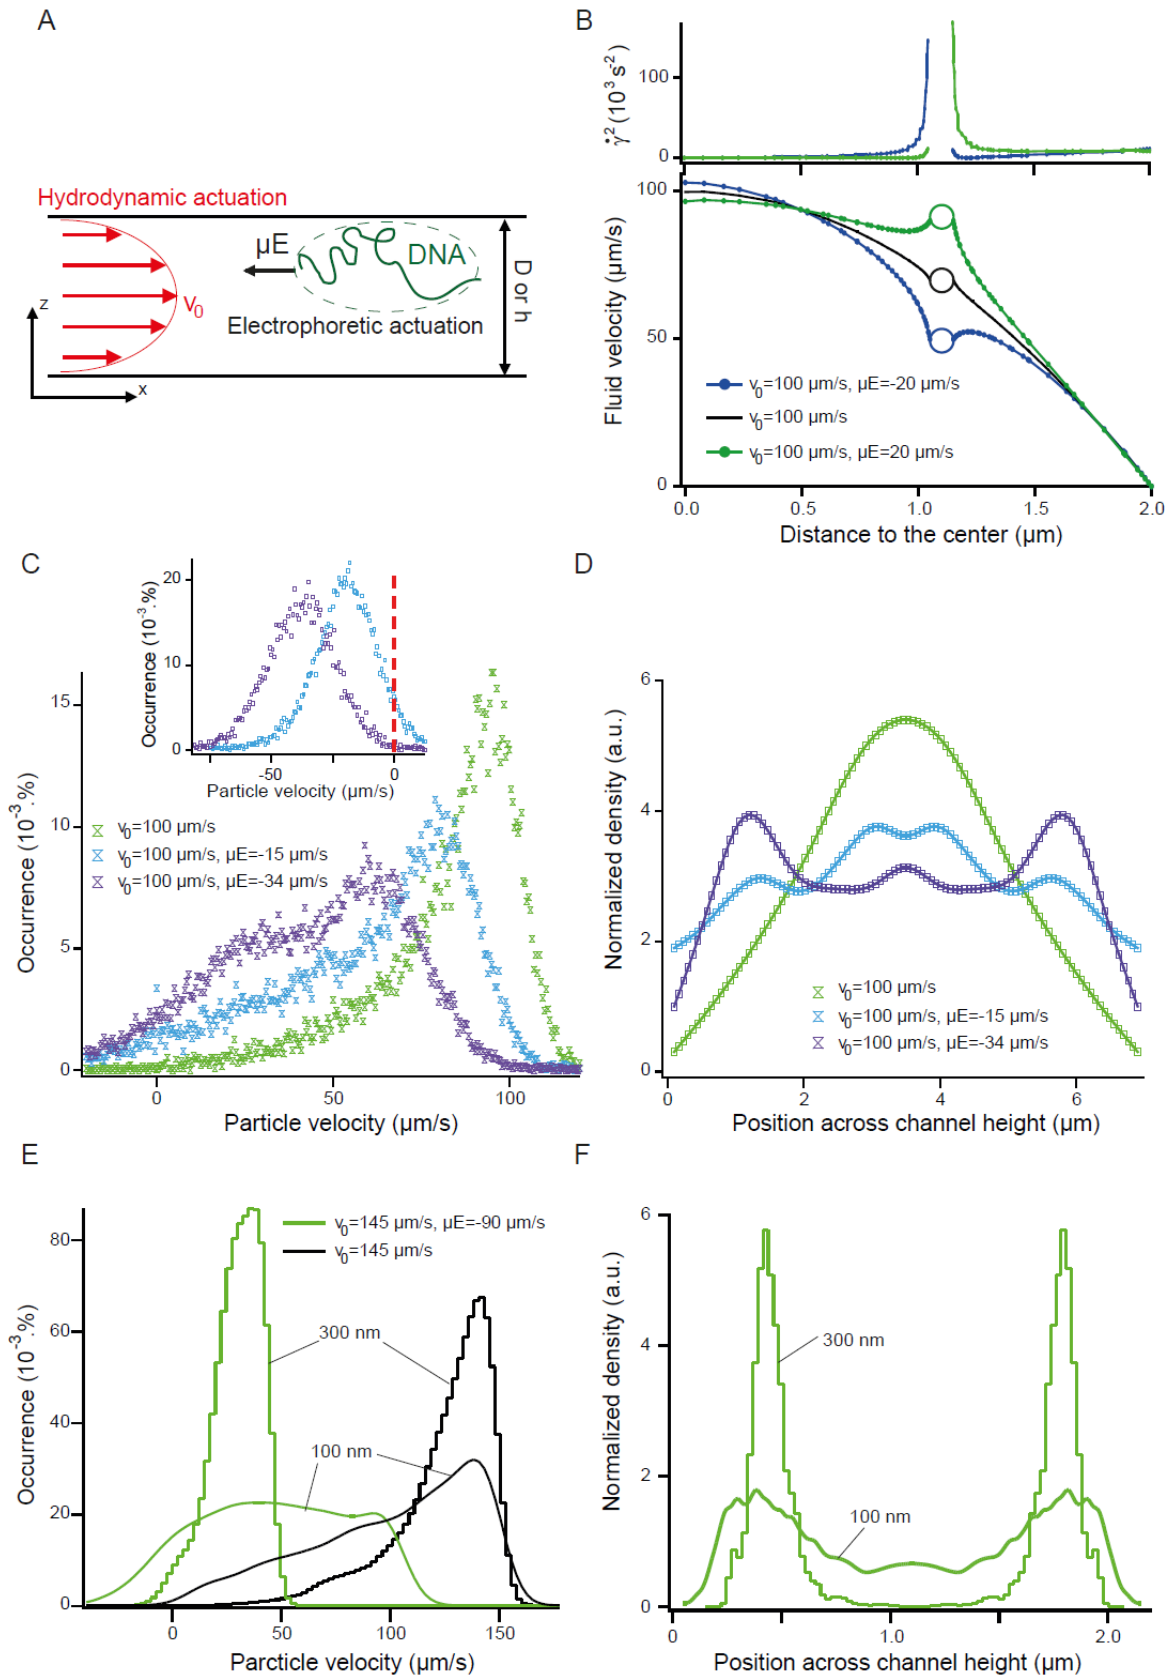 A
Hydrodynamic actuation
μE
DNA
v0
Electrophoretic actuation
D or h
z
x
B
γ̇² (10³ s⁻²)
100
0
Fluid velocity (μm/s)
100
50
0
v0=100 μm/s, μE=-20 μm/s
v0=100 μm/s
v0=100 μm/s, μE=20 μm/s
0.0 0.5 1.0 1.5 2.0
Distance to the center (μm)
C
Occurrence (10⁻³.%)
20
10
0
-50 0
Particle velocity (μm/s)
Occurrence (10⁻³.%)
15
10
5
0
v0=100 μm/s
v0=100 μm/s, μE=-15 μm/s
v0=100 μm/s, μE=-34 μm/s
0 50 100
Particle velocity (μm/s)
D
Normalized density (a.u.)
6
4
2
0
v0=100 μm/s
v0=100 μm/s, μE=-15 μm/s
v0=100 μm/s, μE=-34 μm/s
2 4 6
Position across channel height (μm)
E
Occurrence (10⁻³.%)
80
60
40
20
0
v0=145 μm/s, μE=-90 μm/s
v0=145 μm/s
300 nm
100 nm
0 50 100 150
Parcticle velocity (μm/s)
F
Normalized density (a.u.)
6
4
2
0
300 nm
100 nm
0 1.0 2.0
Position across channel height (μm)